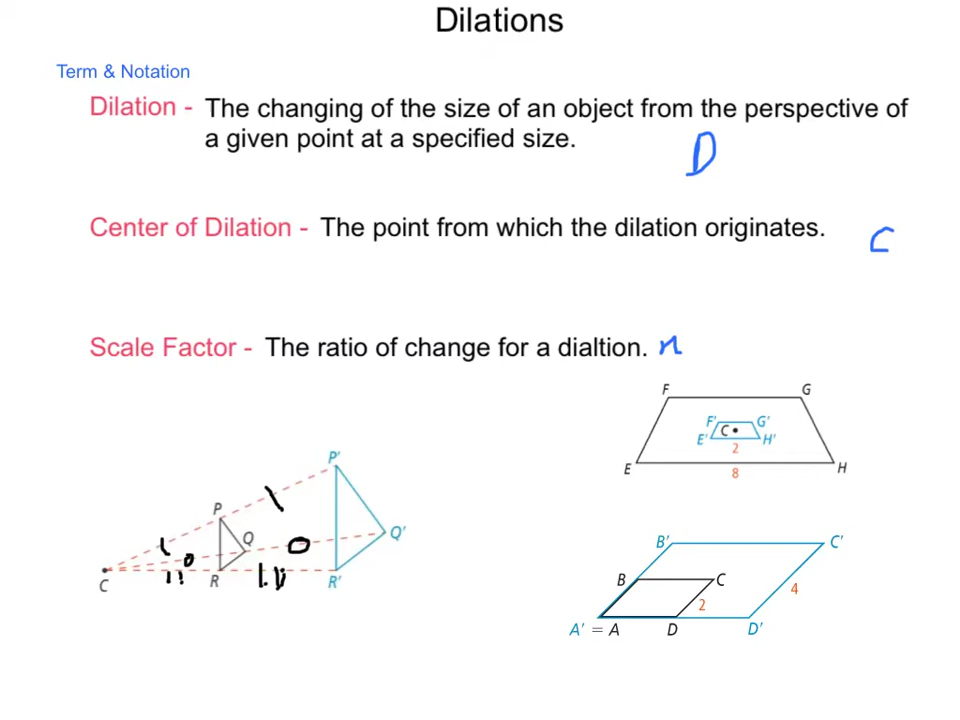 Dilations
Term & Notation
Dilation - The changing of the size of an object from the perspective of
a given point at a specified size.
D
Center of Dilation - The point from which the dilation originates.
C
Scale Factor - The ratio of change for a dialtion. n
F G
F' C G'
E' H'
2
E 8 H
P'
P
Q Q'
C R R'
B' C'
B C
2 4
A' = A D D'